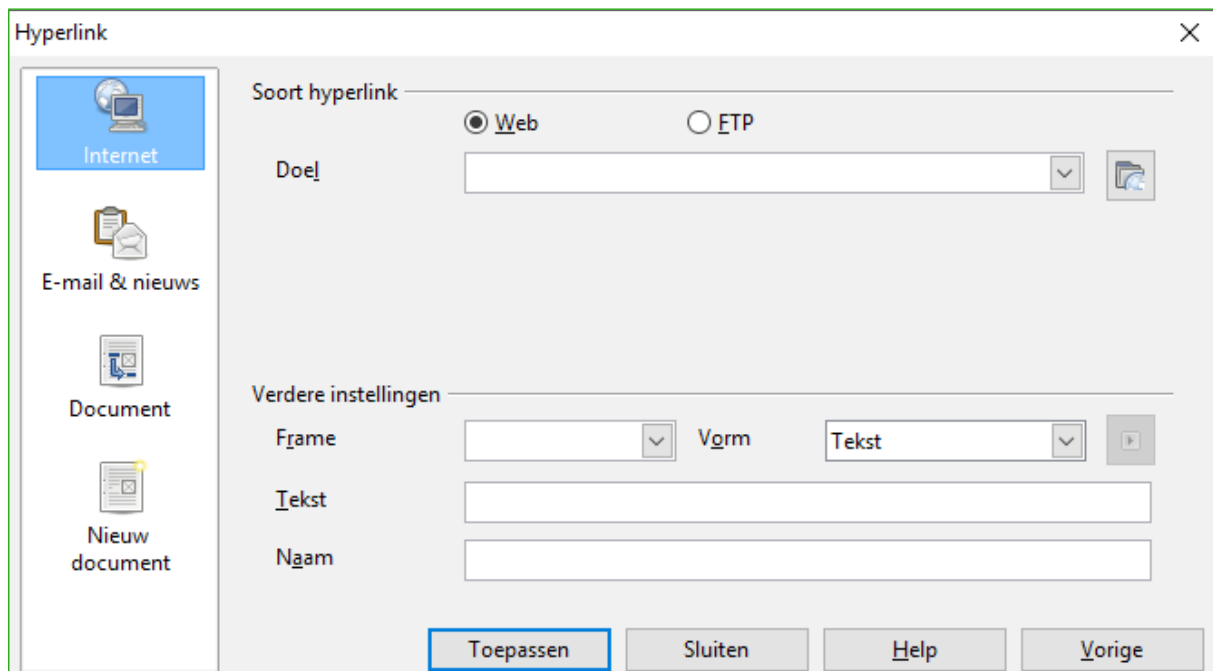 Hyperlink
Internet
E-mail & nieuws
Document
Nieuw
document
Soort hyperlink
Web FTP
Doel
Verdere instellingen
Frame Vorm Tekst
Tekst
Naam
Toepassen Sluiten Help Vorige